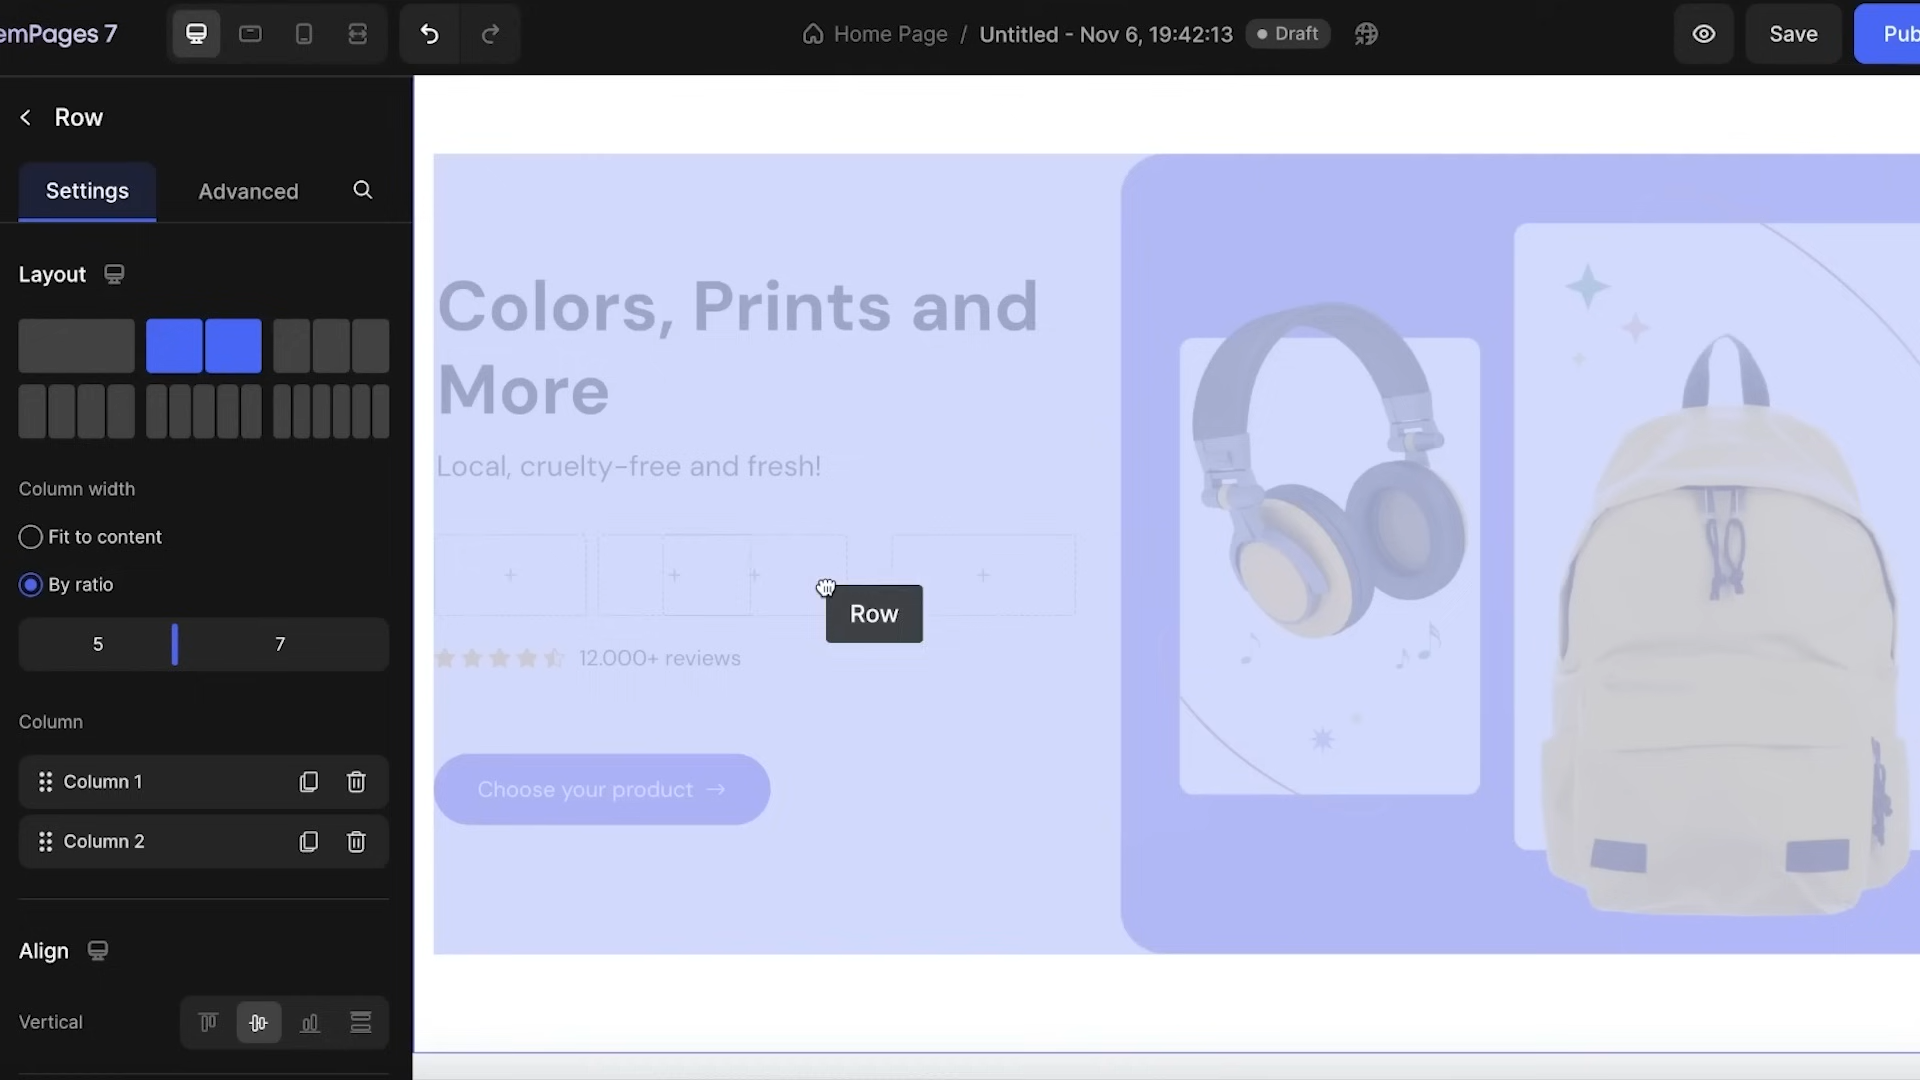 emPages 7
Home Page / Untitled - Nov 6, 19:42:13
Draft
Save
Pub
Row
Settings
Advanced
Layout
Column width
Fit to content
By ratio
5
7
Column
Column 1
Column 2
Align
Vertical
Colors, Prints and
More
Local, cruelty-free and fresh!
Row
12.000+ reviews
Choose your product →